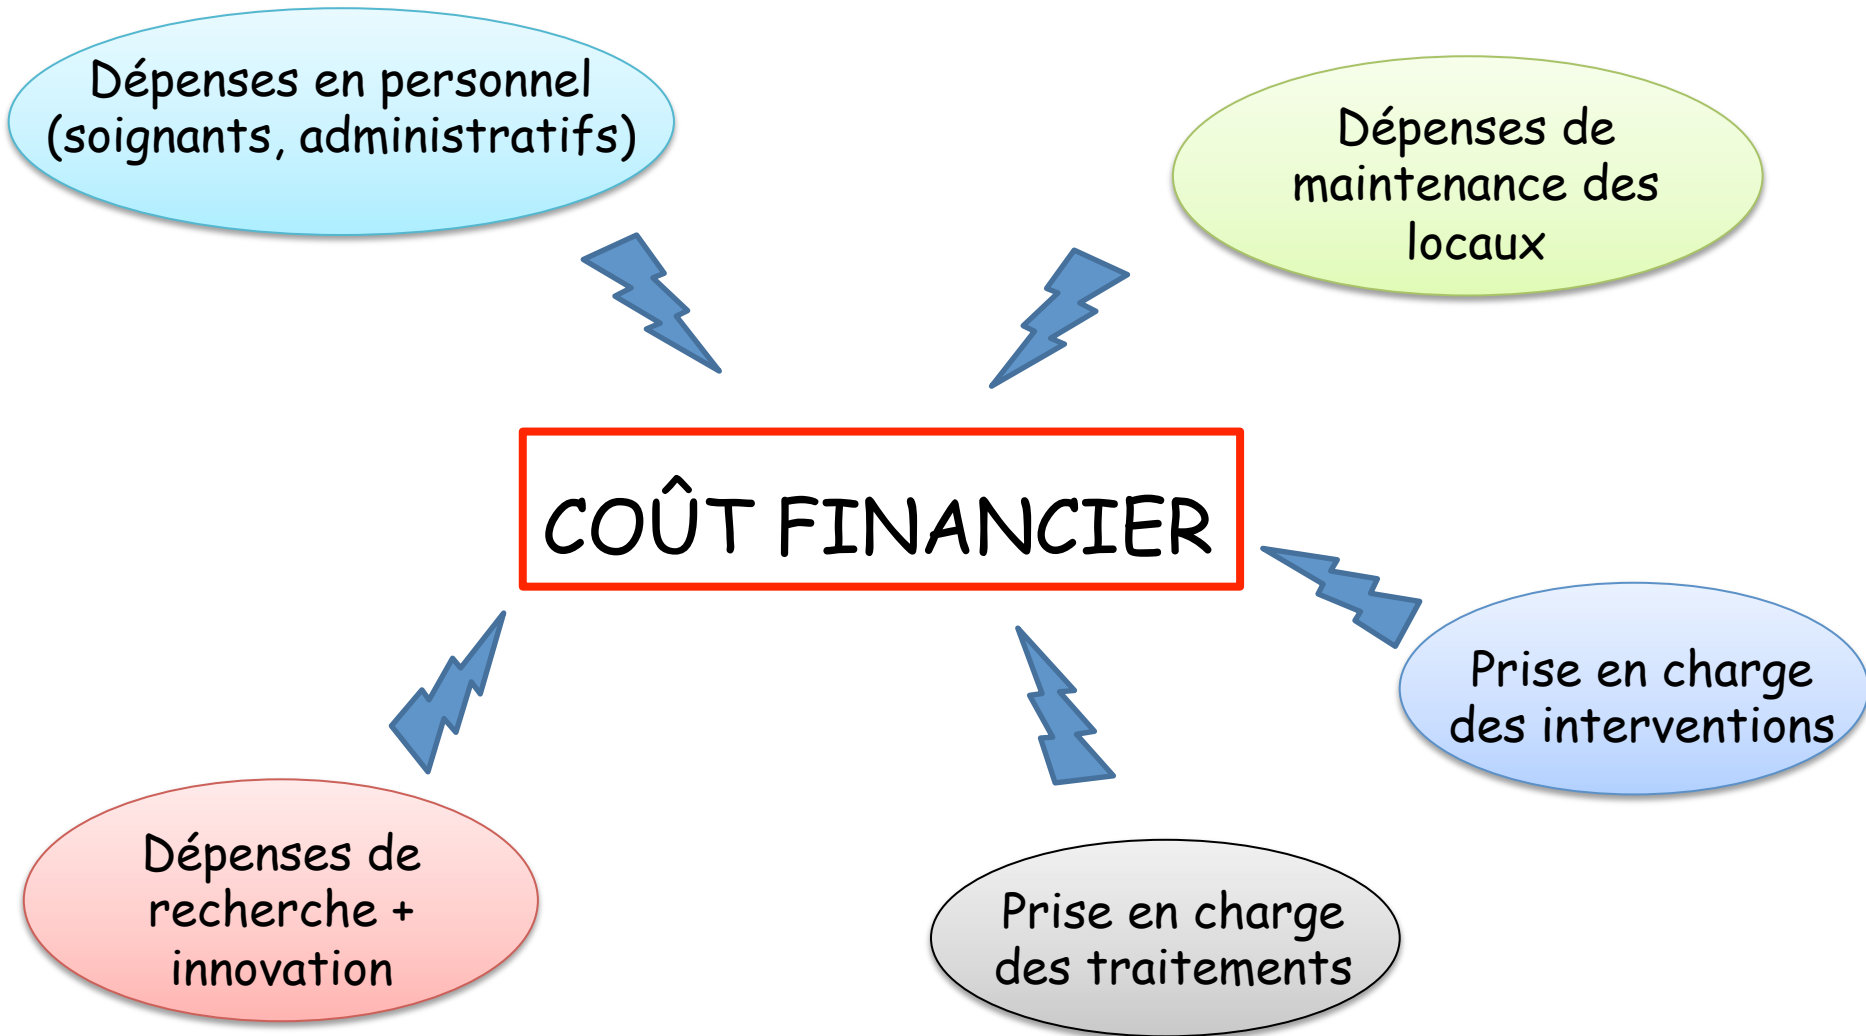 Dépenses en personnel
(soignants, administratifs)
Dépenses de
maintenance des
locaux
COÛT FINANCIER
Prise en charge
des interventions
Dépenses de
recherche +
innovation
Prise en charge
des traitements